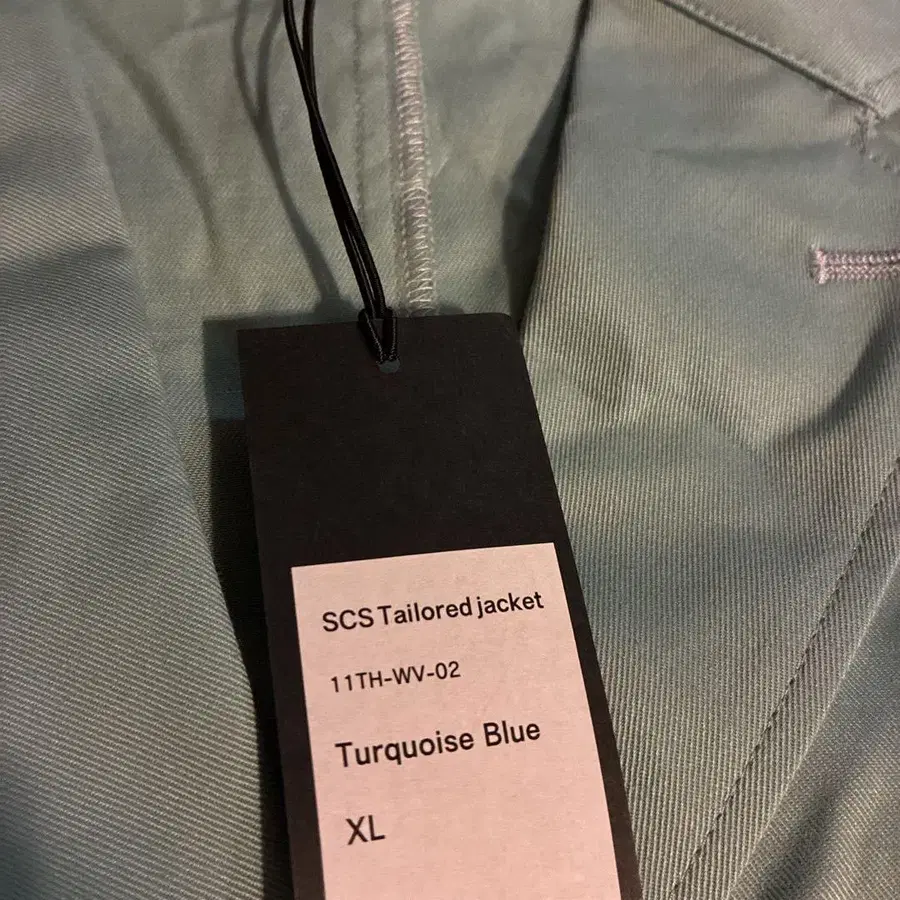 SCS Tailored jacket
11TH-WV-02
Turquoise Blue
XL